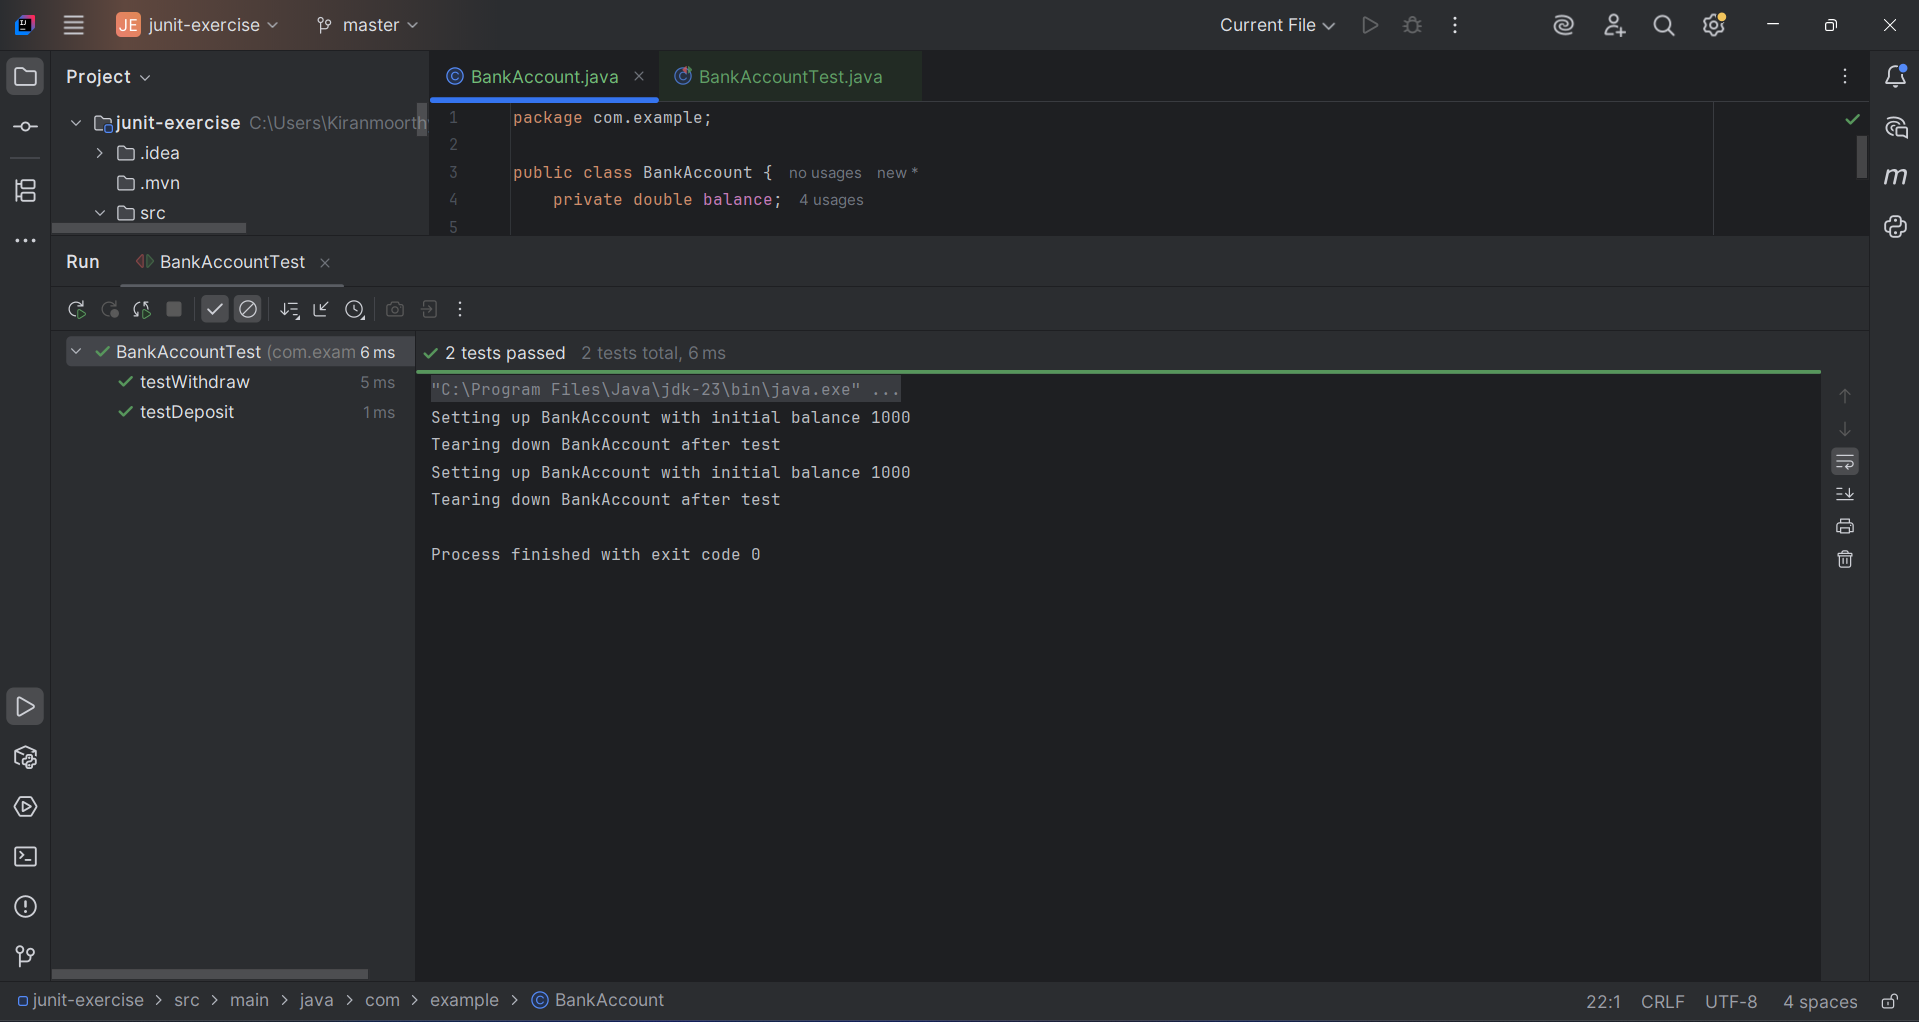 JE junit-exercise
master
Current File
Project
BankAccount.java
BankAccountTest.java
junit-exercise C:\Users\Kiranmoorth
.idea
.mvn
src
1 package com.example;
2
3 public class BankAccount { no usages new *
4 private double balance; 4 usages
5
Run
BankAccountTest
BankAccountTest (com.exam 6 ms
testWithdraw 5 ms
testDeposit 1 ms
2 tests passed 2 tests total, 6 ms
"C:\Program Files\Java\jdk-23\bin\java.exe" ...
Setting up BankAccount with initial balance 1000
Tearing down BankAccount after test
Setting up BankAccount with initial balance 1000
Tearing down BankAccount after test
Process finished with exit code 0
junit-exercise > src > main > java > com > example > BankAccount
22:1 CRLF UTF-8 4 spaces